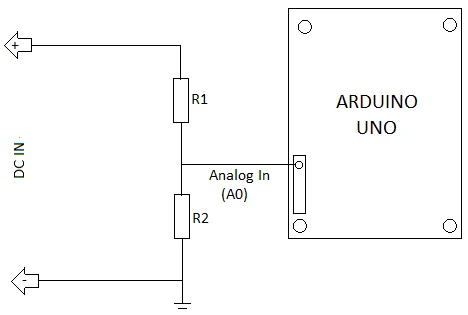 +
R1
ARDUINO
UNO
DC IN
Analog In
(A0)
R2
-